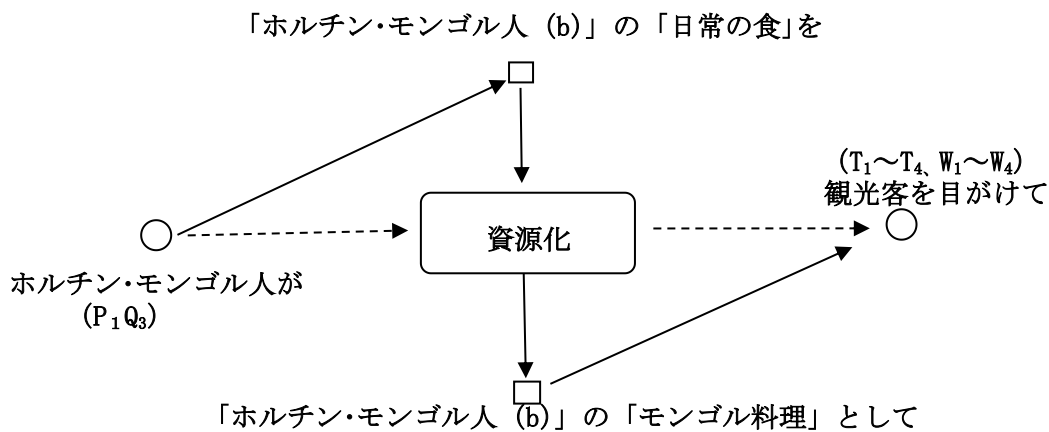 「ホルチン・モンゴル人 (b)」の「日常の食」を
(T₁～T₄、W₁～W₄)
観光客を目がけて
資源化
ホルチン・モンゴル人が
(P₁Q₃)
「ホルチン・モンゴル人 (b)」の「モンゴル料理」として